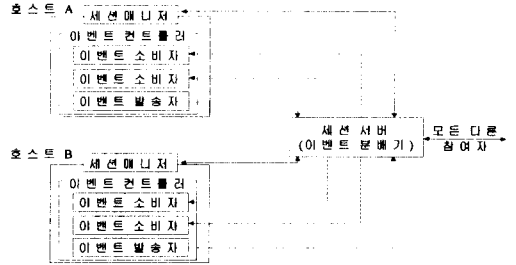 호스트 A
세션매니저
이벤트 컨트롤러
이벤트 소비자
이벤트 소비자
이벤트 발송자
세션 서버
(이벤트 분배기)
모든 다른
참여자
호스트 B
세션매니저
이벤트 컨트롤러
이벤트 소비자
이벤트 소비자
이벤트 발송자